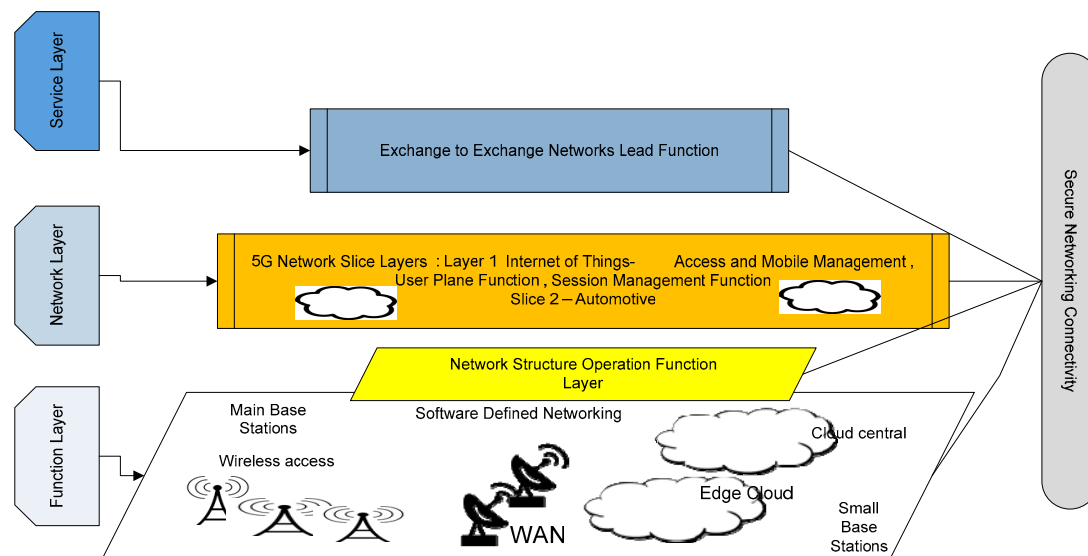 Service Layer
Exchange to Exchange Networks Lead Function
Network Layer
5G Network Slice Layers : Layer 1 Internet of Things- Access and Mobile Management ,
User Plane Function , Session Management Function
Slice 2 – Automotive
Network Structure Operation Function
Layer
Function Layer
Main Base
Stations
Software Defined Networking
Cloud central
Wireless access
Edge Cloud
WAN
Small
Base
Stations
Secure Networking Connectivity